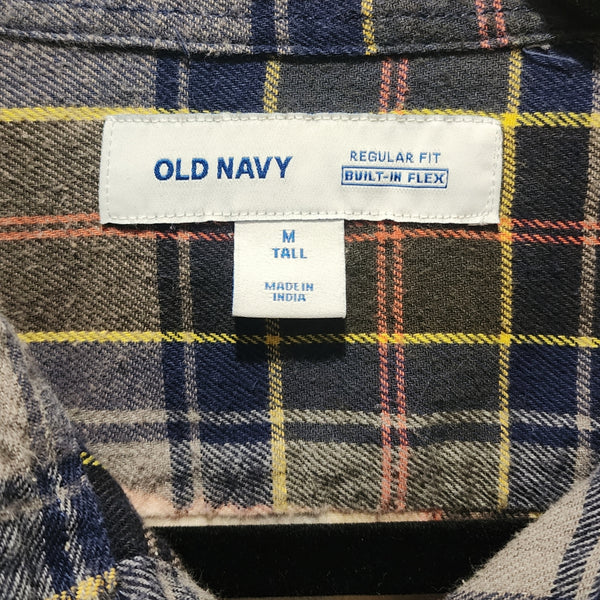 OLD NAVY
REGULAR FIT
BUILT-IN FLEX
M
TALL
MADE IN
INDIA